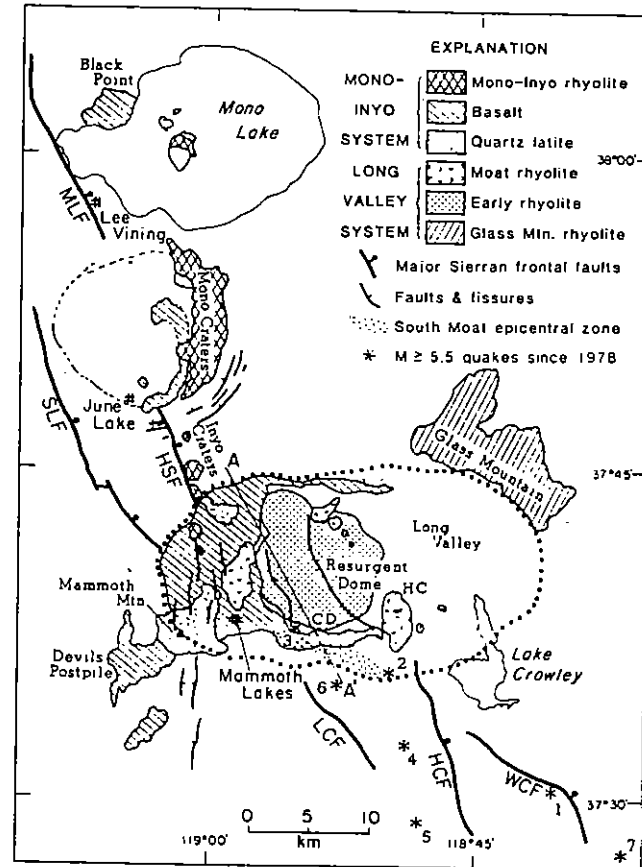 EXPLANATION
MONO-
INYO
SYSTEM
LONG
VALLEY
SYSTEM
Mono-Inyo rhyolite
Basalt
Quartz latite
Moat rhyolite
Early rhyolite
Glass Mtn. rhyolite
Major Sierran frontal faults
Faults & fissures
South Moat epicentral zone
* M ≥ 5.5 quakes since 1978
Black
Point
Mono
Lake
38°00'
MLF
Lee
Vining
Mono Craters
SLF
June
Lake
HSF
Inyo
Craters
A
Glass Mountain
37°45'
Long
Valley
Resurgent
Dome
HC
Mammoth
Mtn.
CD
3
Devils
Postpile
Mammoth
Lakes
2
6
A'
Lake
Crowley
LCF
4
HCF
WCF
1
37°30'
5
7
0 5 10
km
119°00'
118°45'